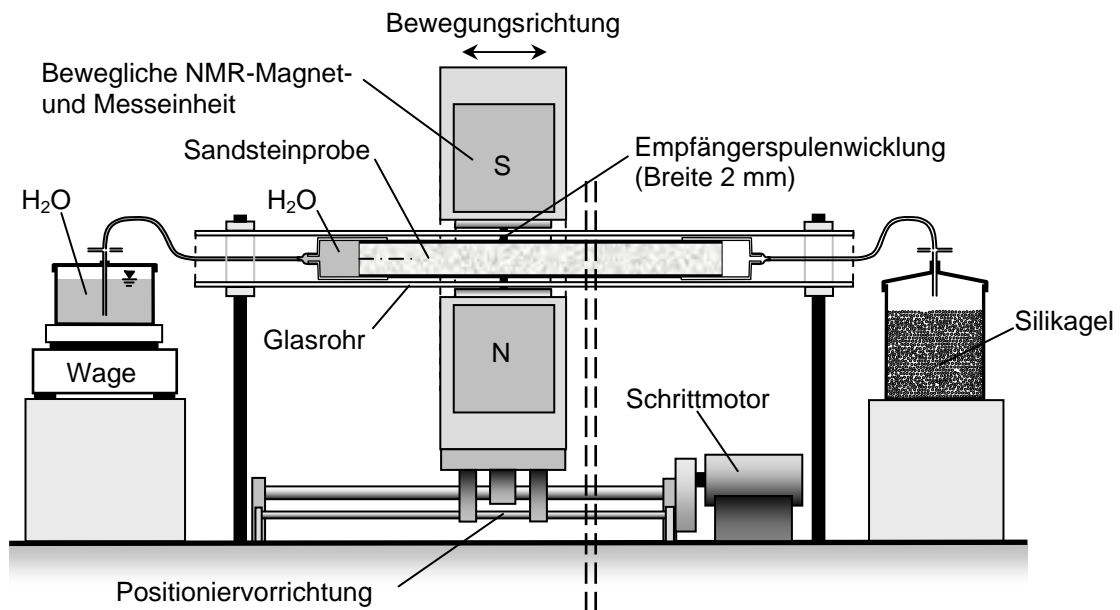 Bewegungsrichtung
Bewegliche NMR-Magnet-
und Messeinheit
Sandsteinprobe
H₂O
H₂O
S
Empfängerspulenwicklung
(Breite 2 mm)
Glasrohr
N
Wage
Silikagel
Schrittmotor
Positioniervorrichtung